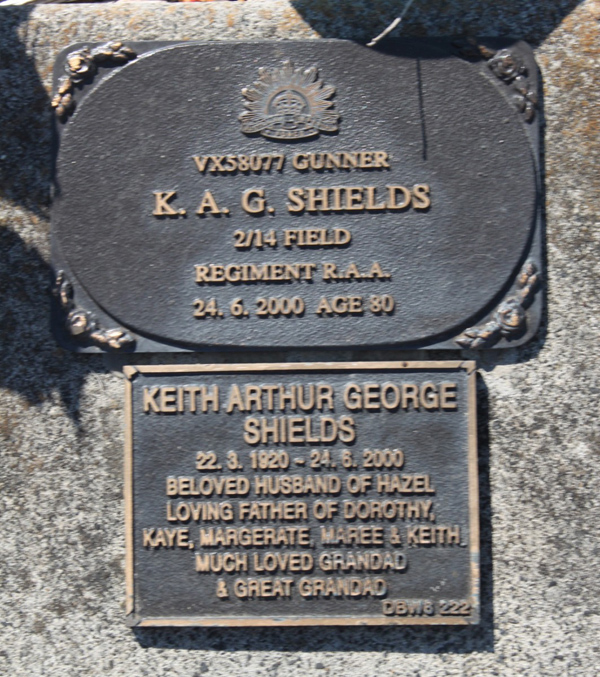 VX58077 GUNNER
K. A. G. SHIELDS
2/14 FIELD
REGIMENT R.A.A.
24. 6. 2000 AGE 80
KEITH ARTHUR GEORGE
SHIELDS
22. 3. 1920 ~ 24. 6. 2000
BELOVED HUSBAND OF HAZEL
LOVING FATHER OF DOROTHY,
KAYE, MARGERATE, MAREE & KEITH
MUCH LOVED GRANDAD
& GREAT GRANDAD
222